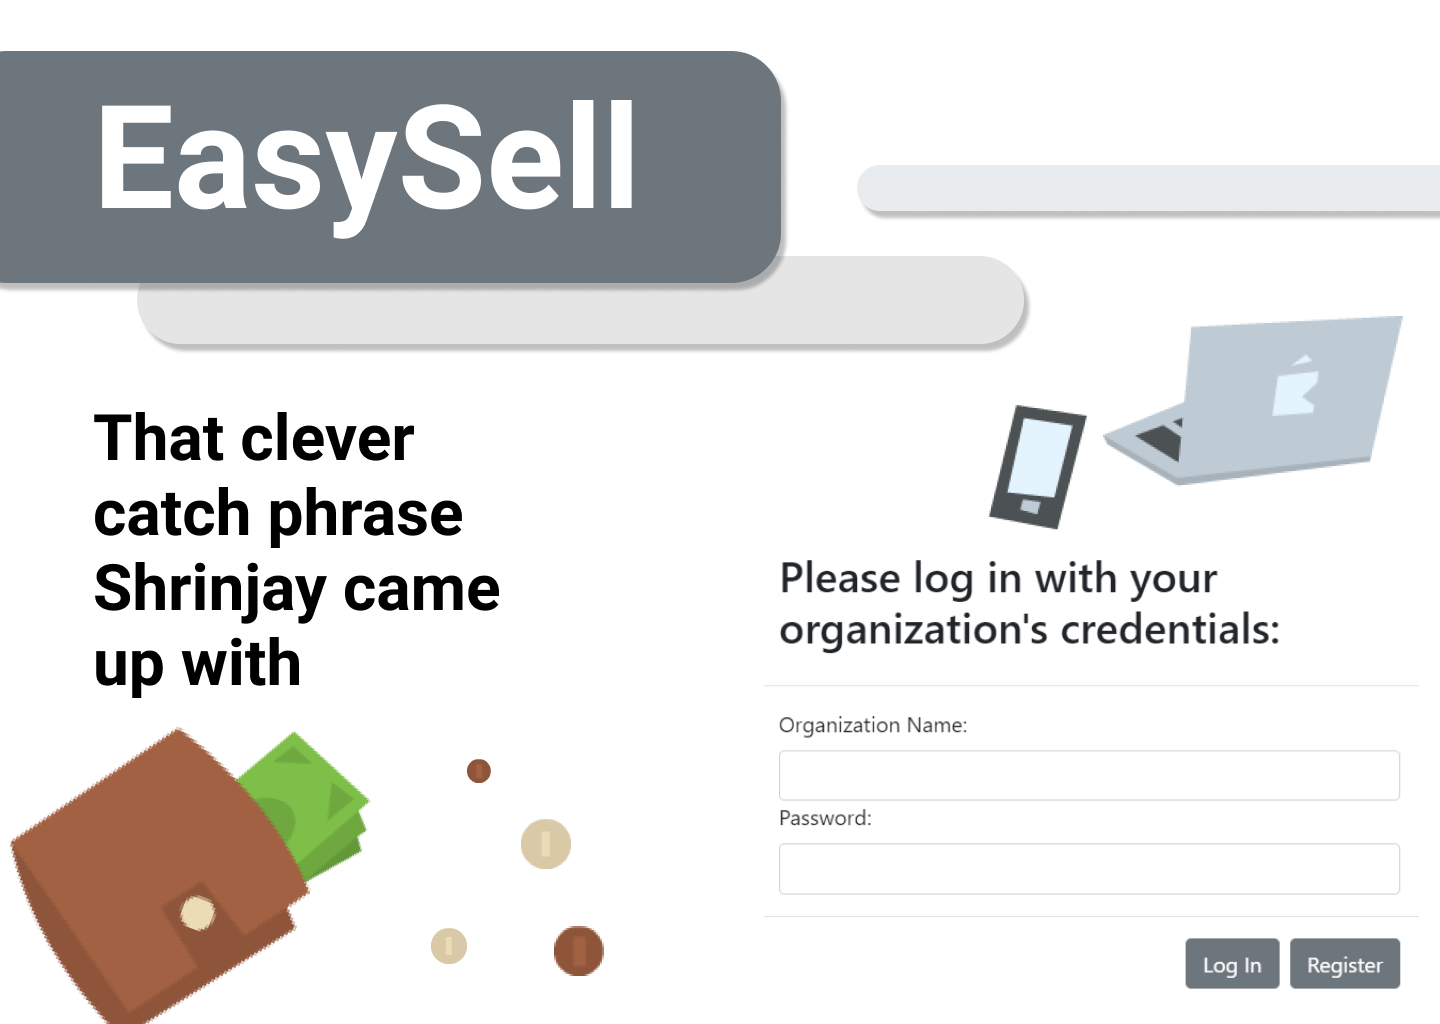 EasySell
That clever
catch phrase
Shrinjay came
up with
Please log in with your
organization's credentials:
Organization Name:
Password:
Log In
Register